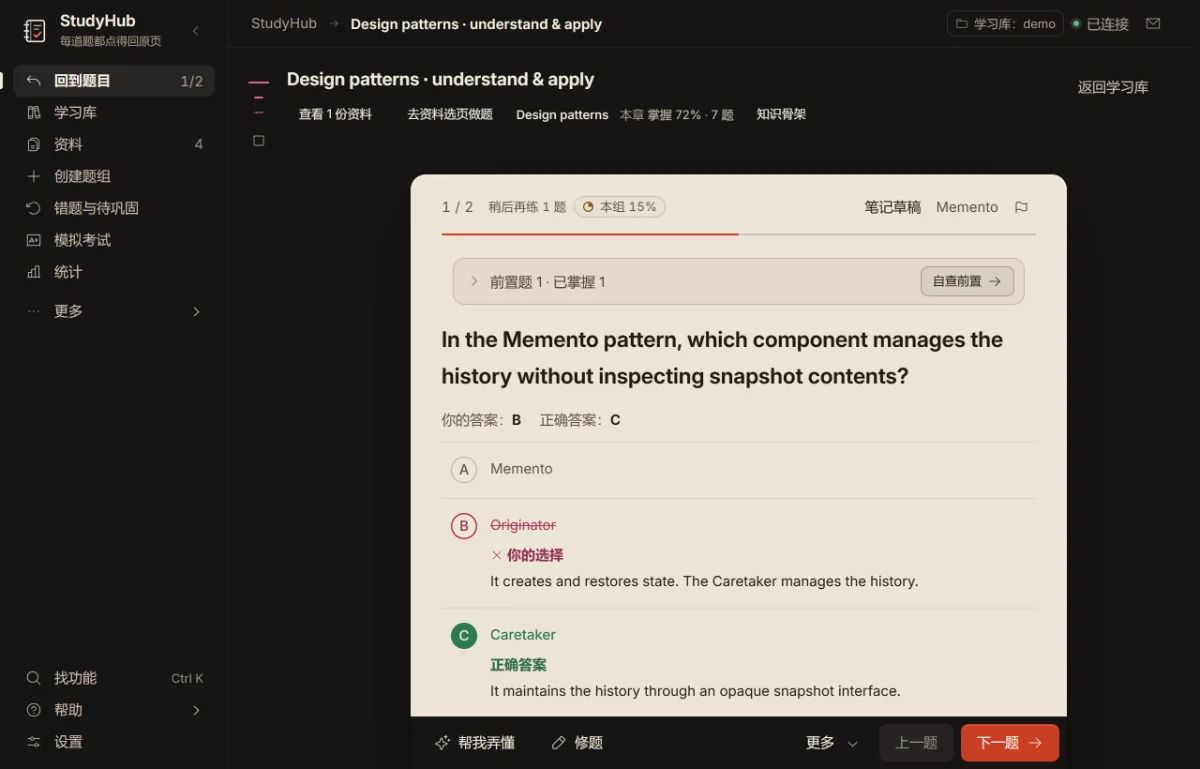 StudyHub
每道题都点得回原页
回到题目 1/2
学习库
资料 4
创建题组
错题与待巩固
模拟考试
统计
更多
找功能 Ctrl K
帮助
设置
StudyHub → Design patterns · understand & apply
学习库: demo 已连接
Design patterns · understand & apply
返回学习库
查看 1 份资料 去资料选页做题 Design patterns 本章 掌握 72% · 7 题 知识骨架
1 / 2 稍后再练 1 题 本组 15% 笔记草稿 Memento
前置题 1 · 已掌握 1 自查前置 →
In the Memento pattern, which component manages the
history without inspecting snapshot contents?
你的答案: B 正确答案: C
A Memento
B Originator
× 你的选择
It creates and restores state. The Caretaker manages the history.
C Caretaker
正确答案
It maintains the history through an opaque snapshot interface.
帮我弄懂 修题 更多 上一题 下一题 →